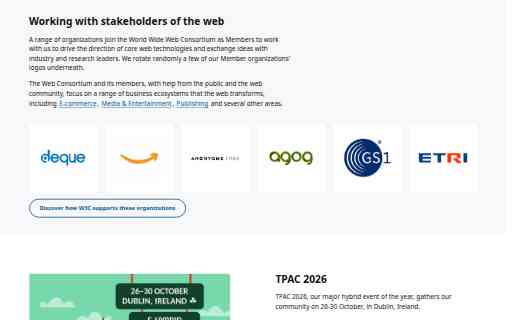 Working with stakeholders of the web
A range of organizations join the World Wide Web Consortium as Members to work
with us to drive the direction of core web technologies and exchange ideas with
industry and research leaders. We rotate randomly a few of our Member organizations'
logos underneath.
The Web Consortium and its members, with help from the public and the web
community, focus on a range of business ecosystems that the web transforms,
including E-commerce, Media & Entertainment, Publishing and several other areas.
deque
agog
GS1
ETRI
Discover how W3C supports these organizations
26–30 OCTOBER
DUBLIN, IRELAND
TPAC 2026
TPAC 2026, our major hybrid event of the year, gathers our
community on 26-30 October, in Dublin, Ireland.